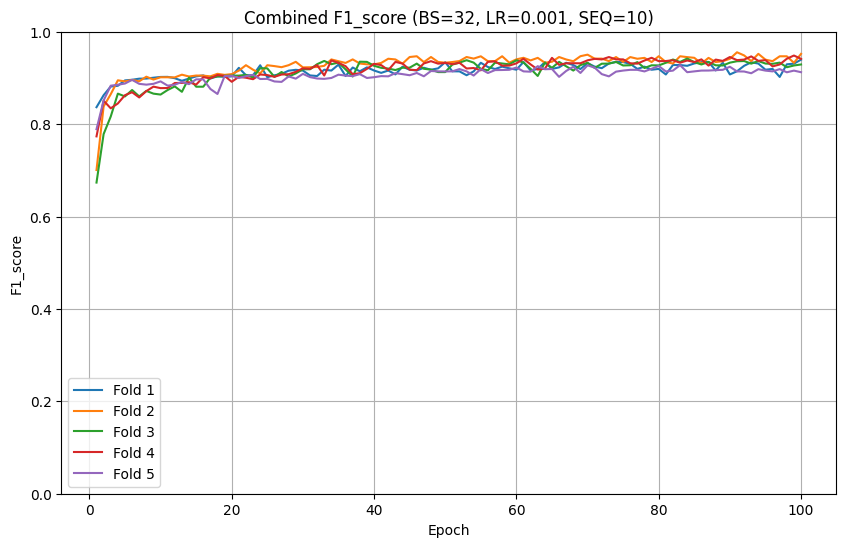 Combined F1_score (BS=32, LR=0.001, SEQ=10)
1.0
0.8
0.6
0.4
0.2
0.0
F1_score
Fold 1
Fold 2
Fold 3
Fold 4
Fold 5
0 20 40 60 80 100
Epoch